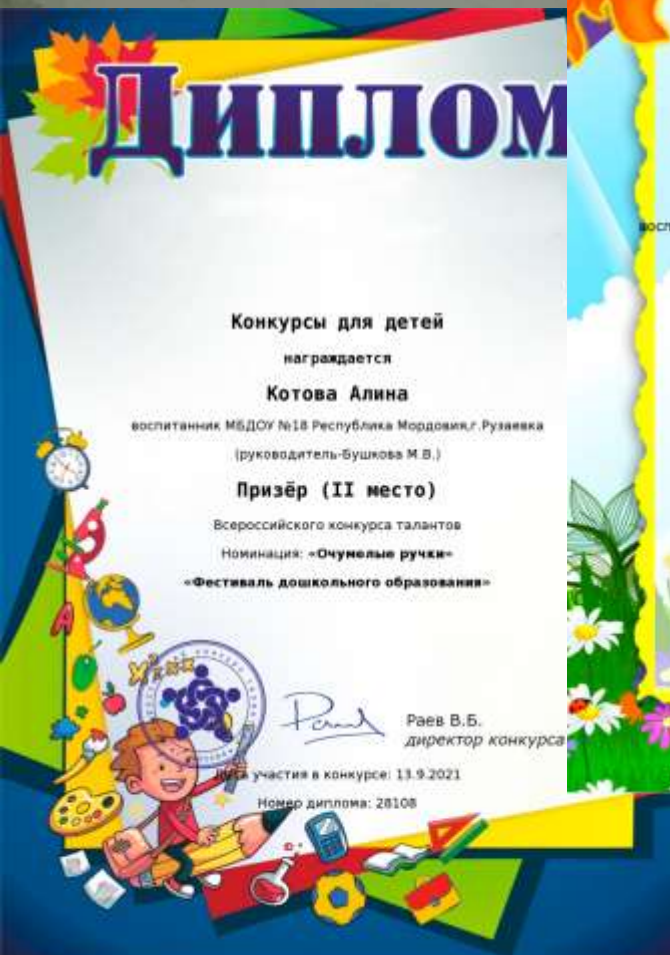 Диплом
Конкурсы для детей
награждается
Котова Алина
воспитанник МБДОУ №18 Республика Мордовия,г.Рузаевка
(руководитель-Бушкова М.В.)
Призёр (II место)
Всероссийского конкурса талантов
Номинация: «Очумелые ручки»
«Фестиваль дошкольного образования»
Раев В.Б.
директор конкурса
Дата участия в конкурсе: 13.9.2021
Номер диплома: 28108